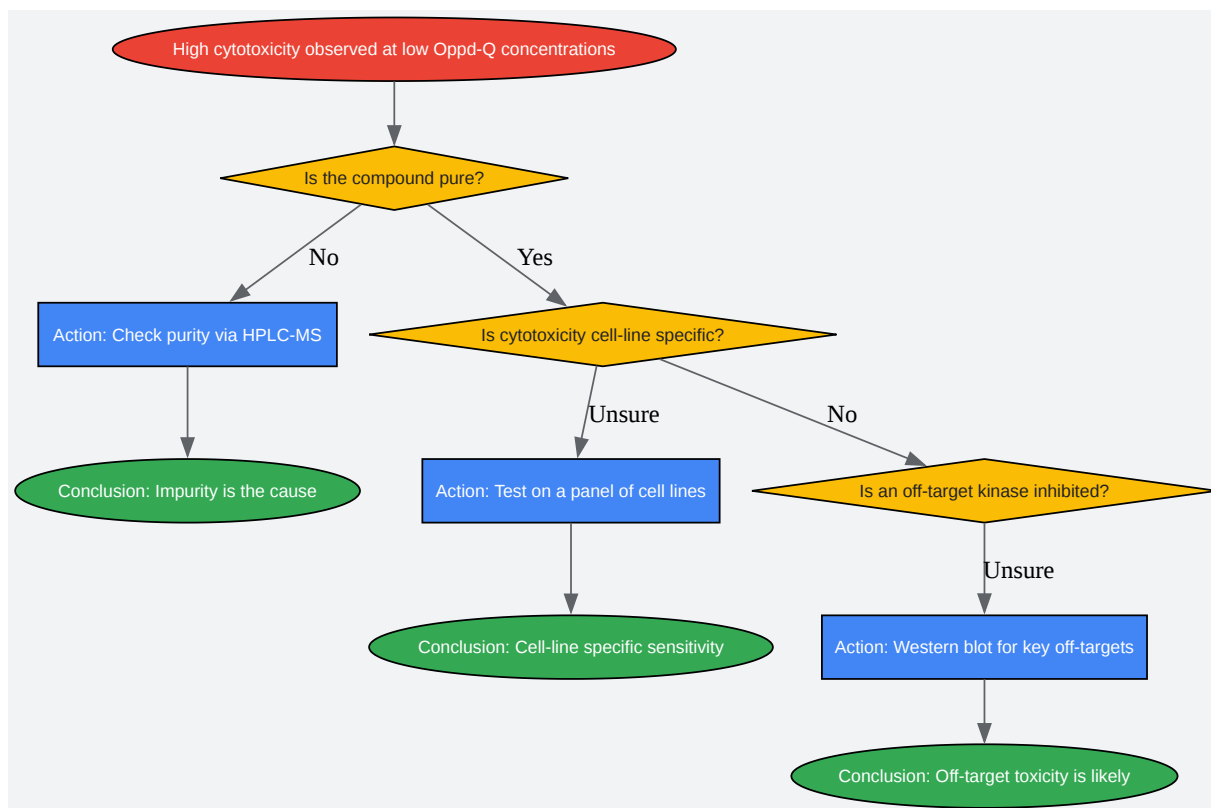 High cytotoxicity observed at low Oppd-Q concentrations
Is the compound pure?
No
Yes
Action: Check purity via HPLC-MS
Is cytotoxicity cell-line specific?
Unsure
No
Conclusion: Impurity is the cause
Action: Test on a panel of cell lines
Is an off-target kinase inhibited?
Unsure
Conclusion: Cell-line specific sensitivity
Action: Western blot for key off-targets
Conclusion: Off-target toxicity is likely